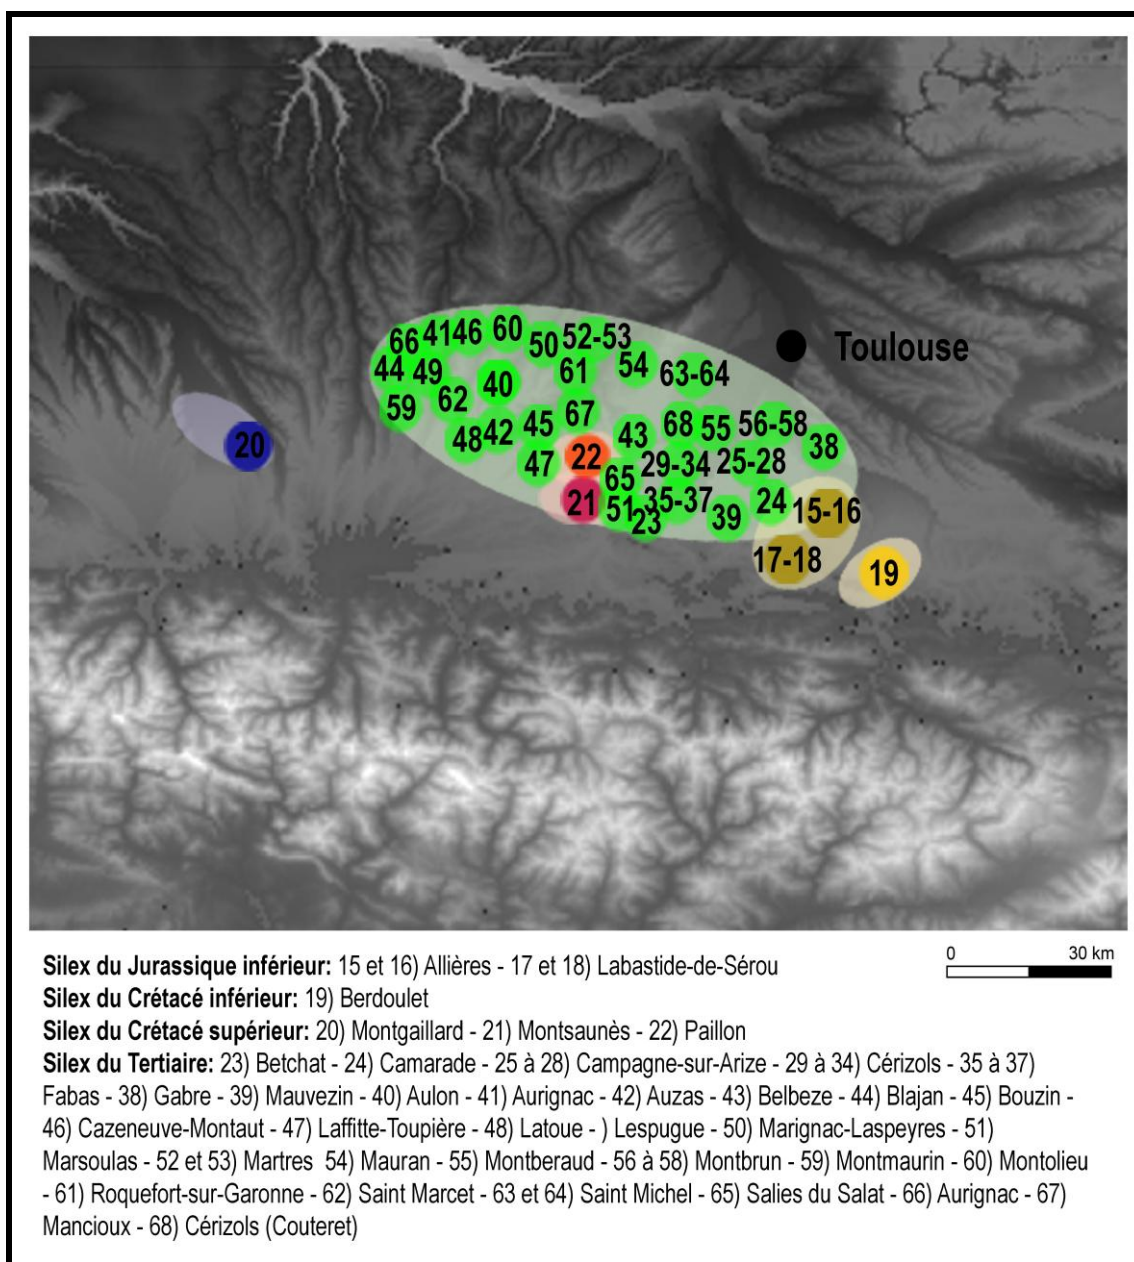 66 41 46 60 50 52-53
44 49 40 61 54 63-64
Toulouse
59 62 45 67 68 55 56-58
48 42 43 38
20 47 22 65 29-34 25-28
21 51 35-37 24 15-16
23 39
17-18 19
0 30 km
Silex du Jurassique inférieur: 15 et 16) Allières - 17 et 18) Labastide-de-Sérou
Silex du Crétacé inférieur: 19) Berdoulet
Silex du Crétacé supérieur: 20) Montgaillard - 21) Montsaunès - 22) Paillon
Silex du Tertiaire: 23) Betchat - 24) Camarade - 25 à 28) Campagne-sur-Arize - 29 à 34) Cérizols - 35 à 37)
Fabas - 38) Gabre - 39) Mauvezin - 40) Aulon - 41) Aurignac - 42) Auzas - 43) Belbeze - 44) Blajan - 45) Bouzin -
46) Cazeneuve-Montaut - 47) Laffitte-Toupière - 48) Latoue - ) Lespugue - 50) Marignac-Laspeyres - 51)
Marsoulas - 52 et 53) Martres 54) Mauran - 55) Montberaud - 56 à 58) Montbrun - 59) Montmaurin - 60) Montolieu
- 61) Roquefort-sur-Garonne - 62) Saint Marcet - 63 et 64) Saint Michel - 65) Salies du Salat - 66) Aurignac - 67)
Mancioux - 68) Cérizols (Couteret)